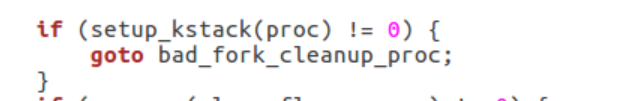 if (setup_kstack(proc) != 0) {
    goto bad_fork_cleanup_proc;
}